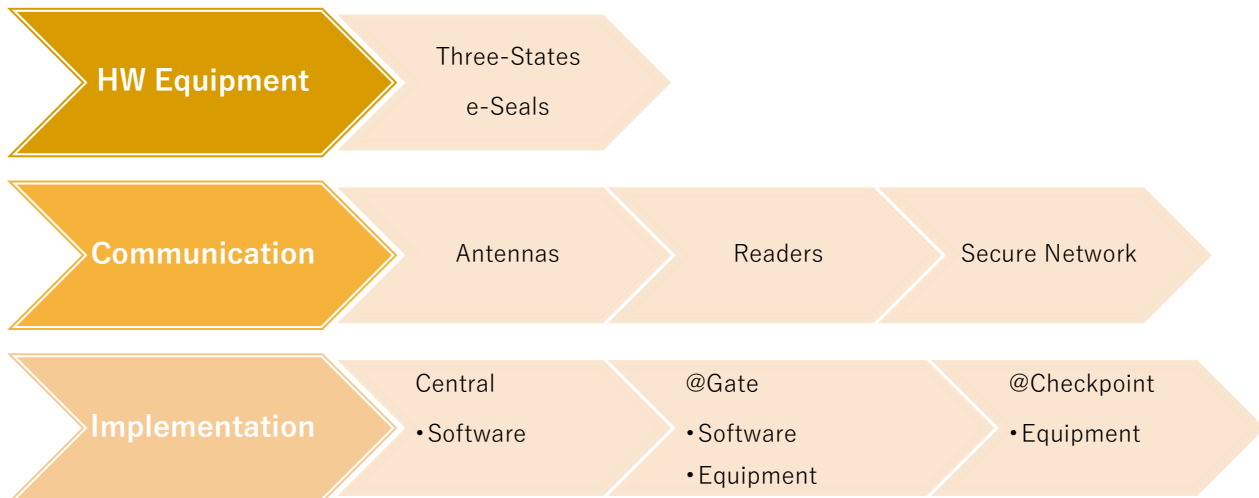 HW Equipment
Three-States
e-Seals
Communication
Antennas
Readers
Secure Network
Implementation
Central
•Software
@Gate
•Software
•Equipment
@Checkpoint
•Equipment